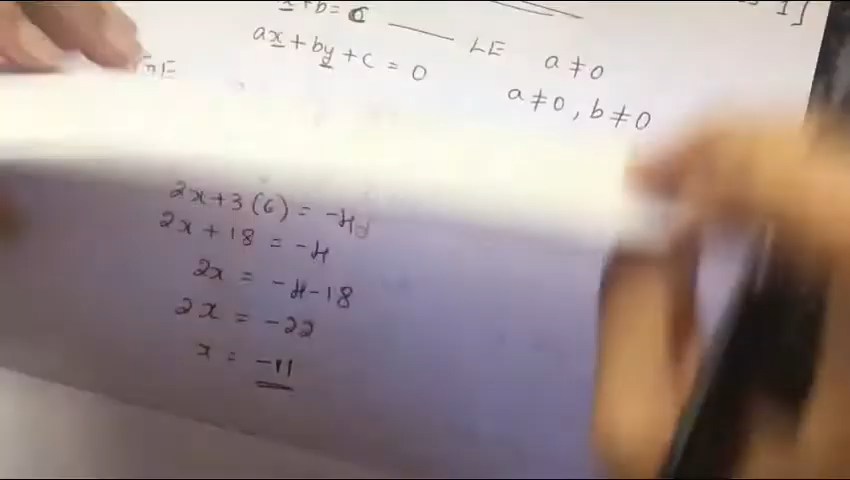 x+b= C
LE a≠0
ax+by+c = 0 a≠0, b≠0
2x+3(6) = -4
2x + 18 = -4
2x = -4-18
2x = -22
x = -11